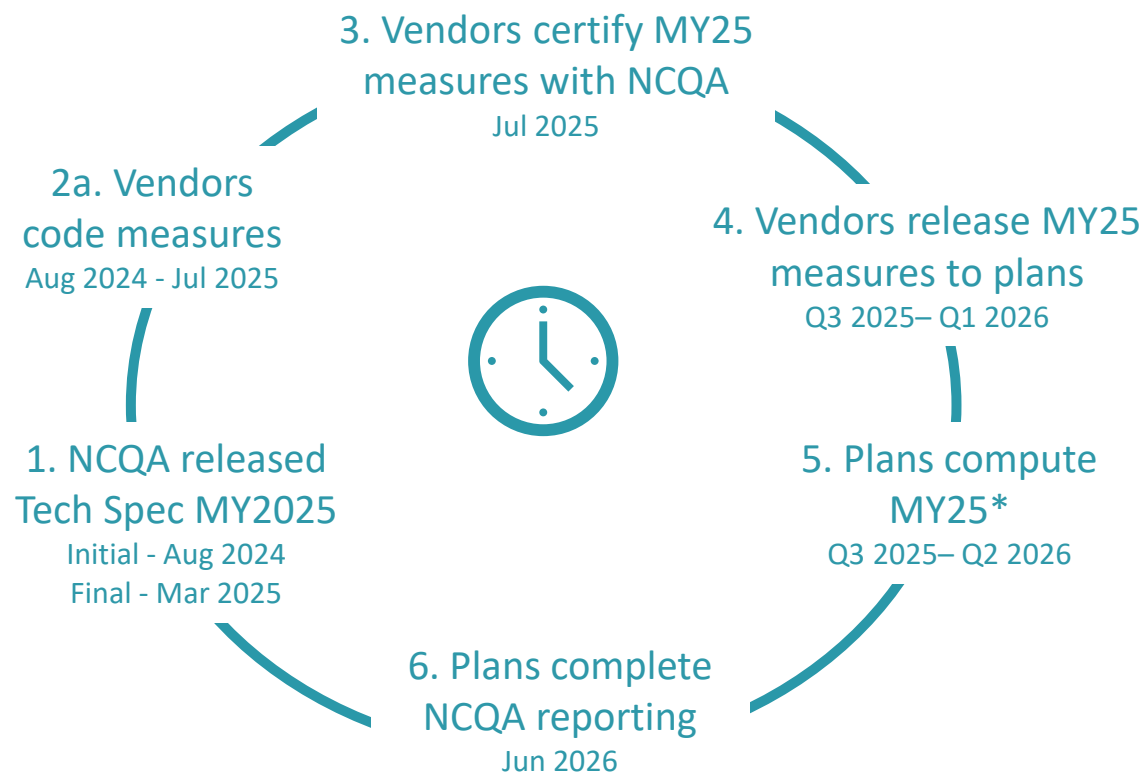 3. Vendors certify MY25
measures with NCQA
Jul 2025
2a. Vendors
code measures
Aug 2024 - Jul 2025
4. Vendors release MY25
measures to plans
Q3 2025– Q1 2026
1. NCQA released
Tech Spec MY2025
Initial - Aug 2024
Final - Mar 2025
5. Plans compute
MY25*
Q3 2025– Q2 2026
6. Plans complete
NCQA reporting
Jun 2026